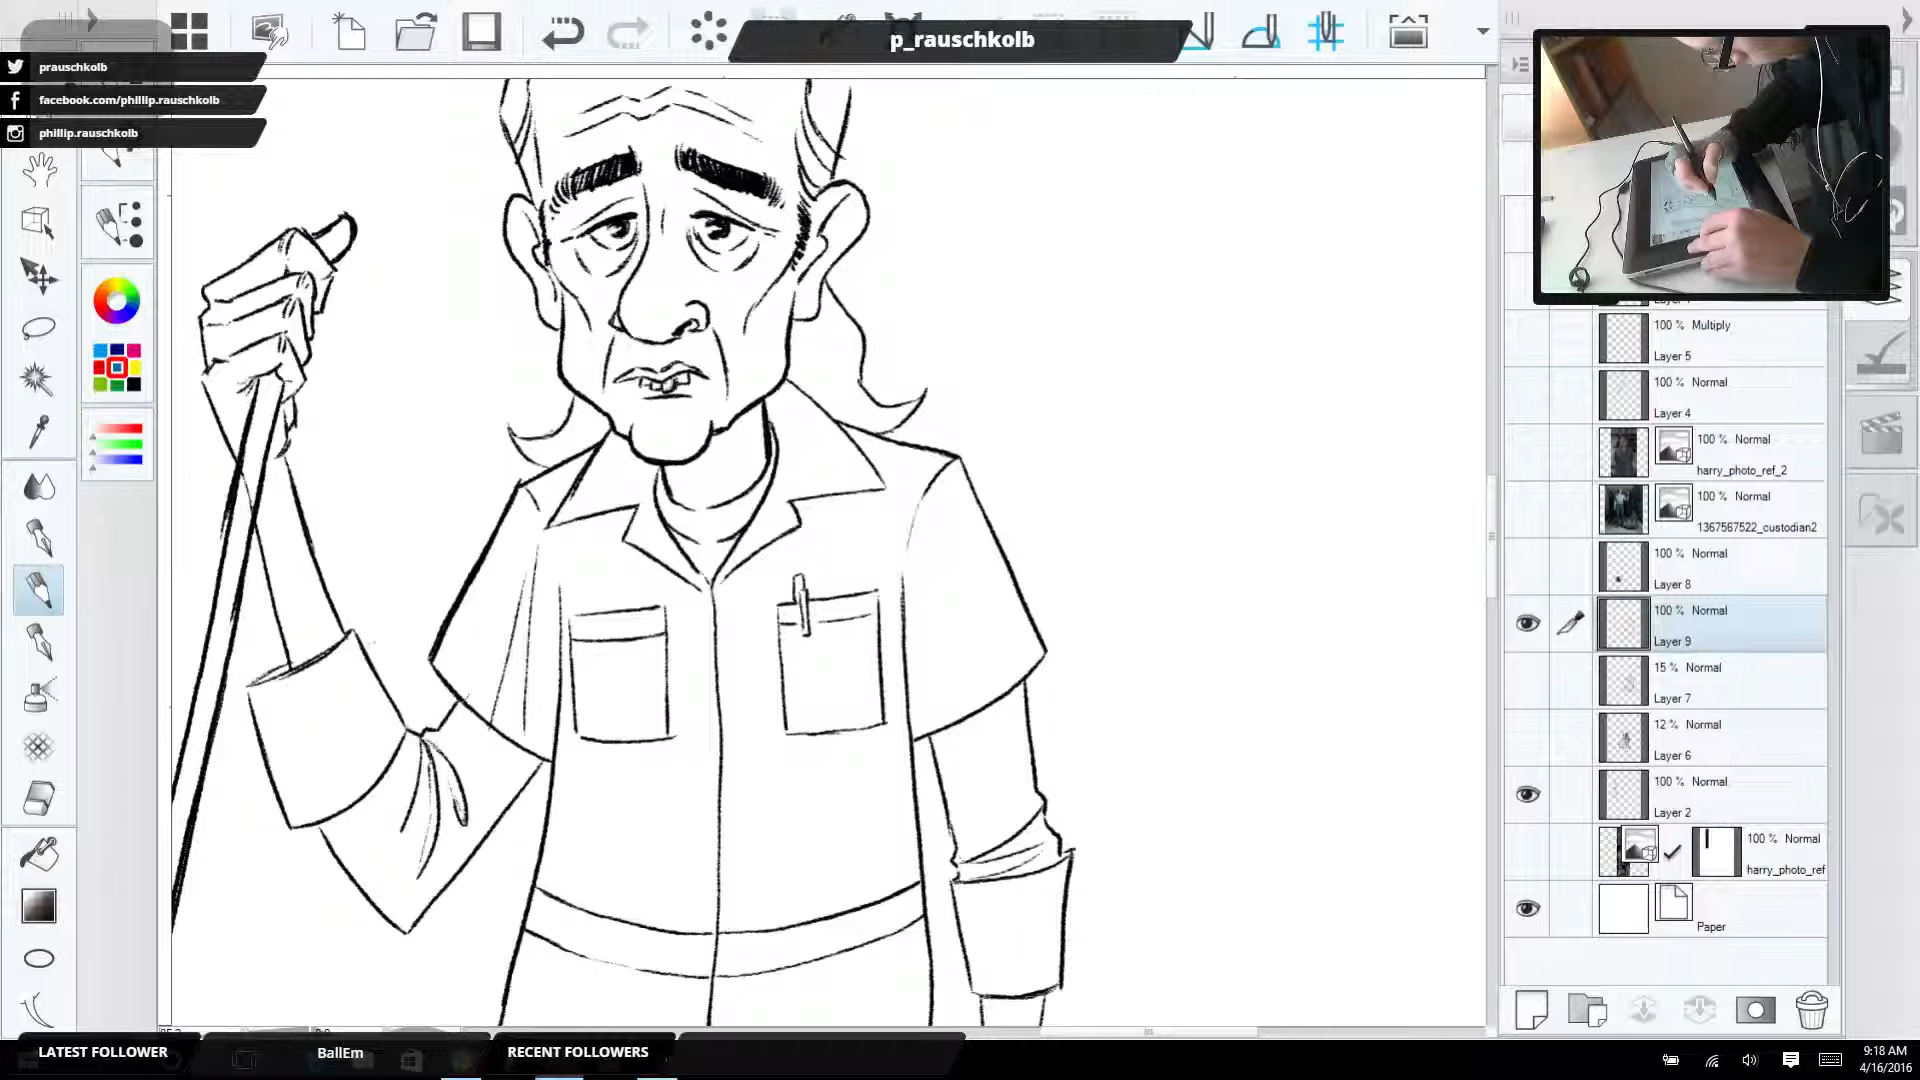 p_rauschkolb
prauschkolb
facebook.com/phillip.rauschkolb
phillip.rauschkolb
100 % Multiply
Layer 5
100 % Normal
Layer 4
100 % Normal
harry_photo_ref_2
100 % Normal
1367567522_custodian2
100 % Normal
Layer 8
100 % Normal
Layer 9
15 % Normal
Layer 7
12 % Normal
Layer 6
100 % Normal
Layer 2
100 % Normal
harry_photo_ref
Paper
LATEST FOLLOWER
BallEm
RECENT FOLLOWERS
9:18 AM
4/16/2016